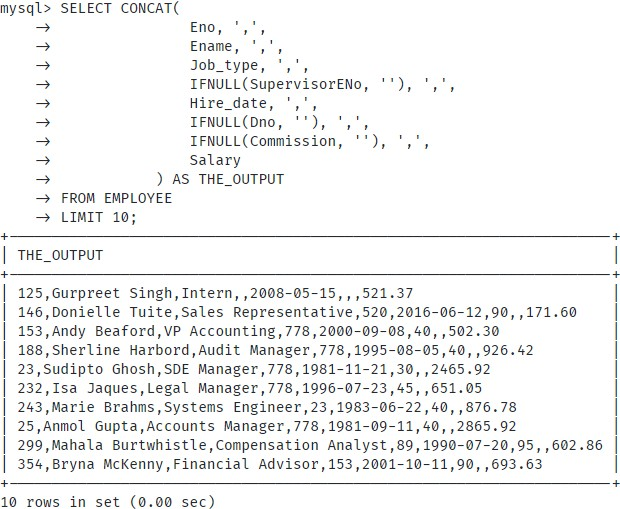 mysql> SELECT CONCAT(
    →                Eno, ',',
    →                Ename, ',',
    →                Job_type, ',',
    →                IFNULL(SupervisorENo, ''), ',',
    →                Hire_date, ',',
    →                IFNULL(Dno, ''), ',',
    →                IFNULL(Commission, ''), ',',
    →                Salary
    →            ) AS THE_OUTPUT
    → FROM EMPLOYEE
    → LIMIT 10;
| THE_OUTPUT |
| 125,Gurpreet Singh,Intern,,2008-05-15,,,521.37 |
| 146,Donielle Tuite,Sales Representative,520,2016-06-12,90,,171.60 |
| 153,Andy Beaford,VP Accounting,778,2000-09-08,40,,502.30 |
| 188,Sherline Harbord,Audit Manager,778,1995-08-05,40,,926.42 |
| 23,Sudipto Ghosh,SDE Manager,778,1981-11-21,30,,2465.92 |
| 232,Isa Jaques,Legal Manager,778,1996-07-23,45,,651.05 |
| 243,Marie Brahms,Systems Engineer,23,1983-06-22,40,,876.78 |
| 25,Anmol Gupta,Accounts Manager,778,1981-09-11,40,,2865.92 |
| 299,Mahala Burtwhistle,Compensation Analyst,89,1990-07-20,95,,602.86 |
| 354,Bryna McKenny,Financial Advisor,153,2001-10-11,90,,693.63 |
10 rows in set (0.00 sec)